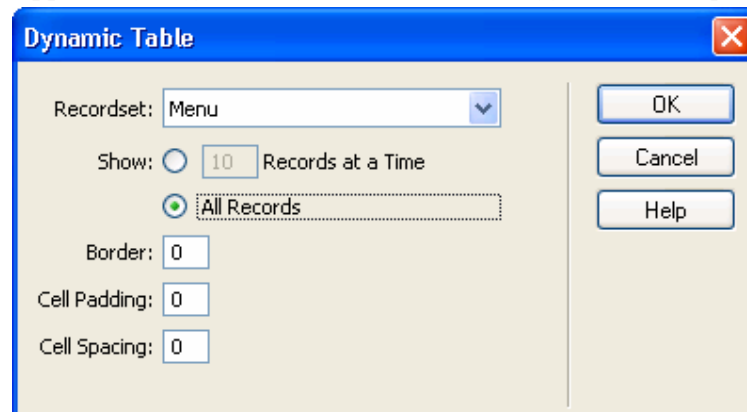 Dynamic Table
Recordset: Menu
OK
Show: 10 Records at a Time
Cancel
All Records
Help
Border: 0
Cell Padding: 0
Cell Spacing: 0